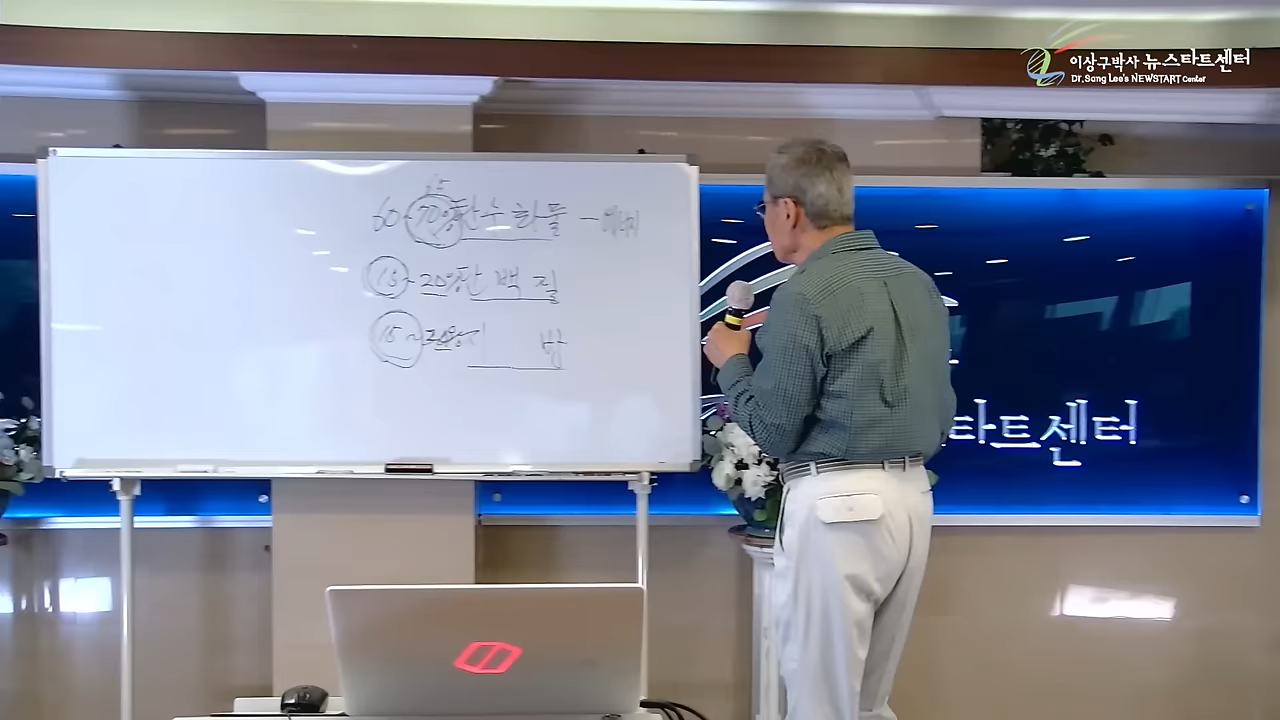 이상구박사 뉴스타트센터
Dr. Sang Lee's NEWSTART Center
60~70% 탄수화물 –
15~20% 단백질
15~20% 지 방
타트센터